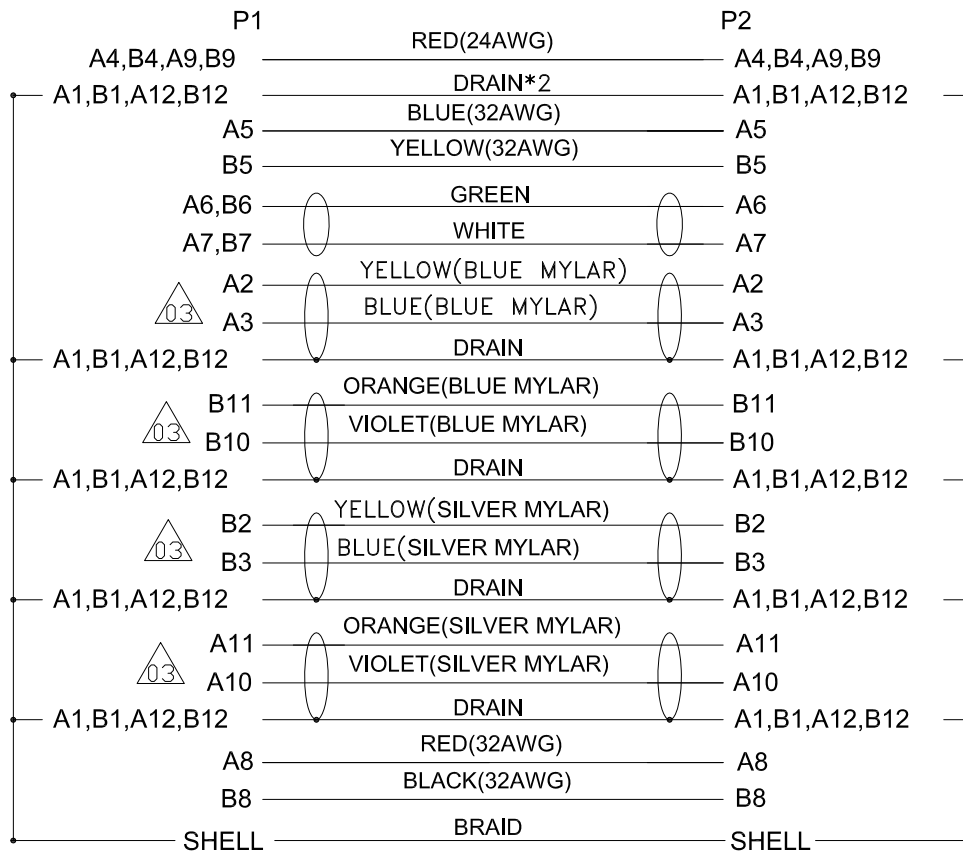 P1 P2
A4,B4,A9,B9 RED(24AWG) A4,B4,A9,B9
A1,B1,A12,B12 DRAIN*2 A1,B1,A12,B12
A5 BLUE(32AWG) A5
B5 YELLOW(32AWG) B5
A6,B6 GREEN A6
A7,B7 WHITE A7
A2 YELLOW(BLUE MYLAR) A2
03 A3 BLUE(BLUE MYLAR) A3
A1,B1,A12,B12 DRAIN A1,B1,A12,B12
B11 ORANGE(BLUE MYLAR) B11
03 B10 VIOLET(BLUE MYLAR) B10
A1,B1,A12,B12 DRAIN A1,B1,A12,B12
B2 YELLOW(SILVER MYLAR) B2
03 B3 BLUE(SILVER MYLAR) B3
A1,B1,A12,B12 DRAIN A1,B1,A12,B12
A11 ORANGE(SILVER MYLAR) A11
03 A10 VIOLET(SILVER MYLAR) A10
A1,B1,A12,B12 DRAIN A1,B1,A12,B12
A8 RED(32AWG) A8
B8 BLACK(32AWG) B8
SHELL BRAID SHELL